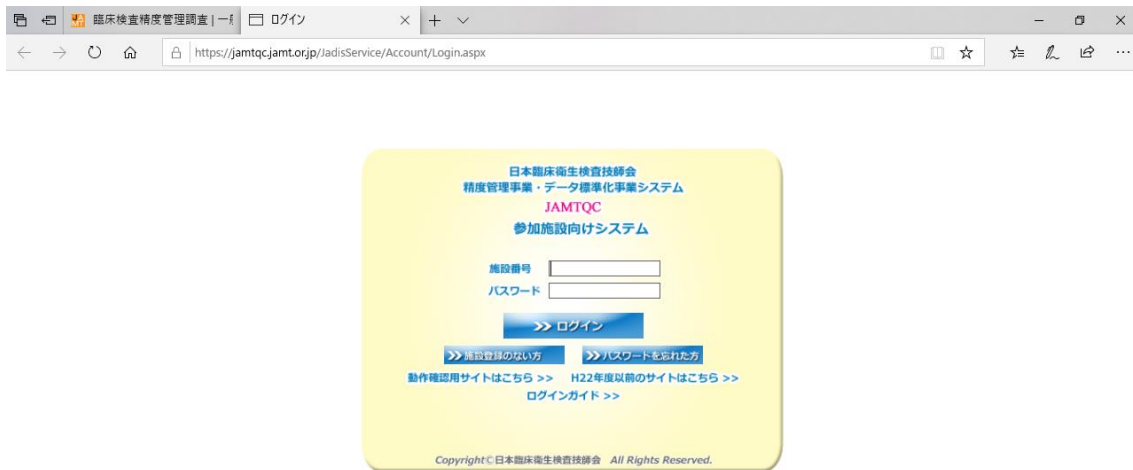 臨床検査精度管理調査 | 一般
ログイン
https://jamtqc.jamt.or.jp/JadisService/Account/Login.aspx
日本臨床衛生検査技師会
精度管理事業・データ標準化事業システム
JAMTQC
参加施設向けシステム
施設番号
パスワード
>> ログイン
>> 施設登録のない方 >> パスワードを忘れた方
動作確認用サイトはこちら >> H22年度以前のサイトはこちら >>
ログインガイド >>
Copyright©日本臨床衛生検査技師会 All Rights Reserved.